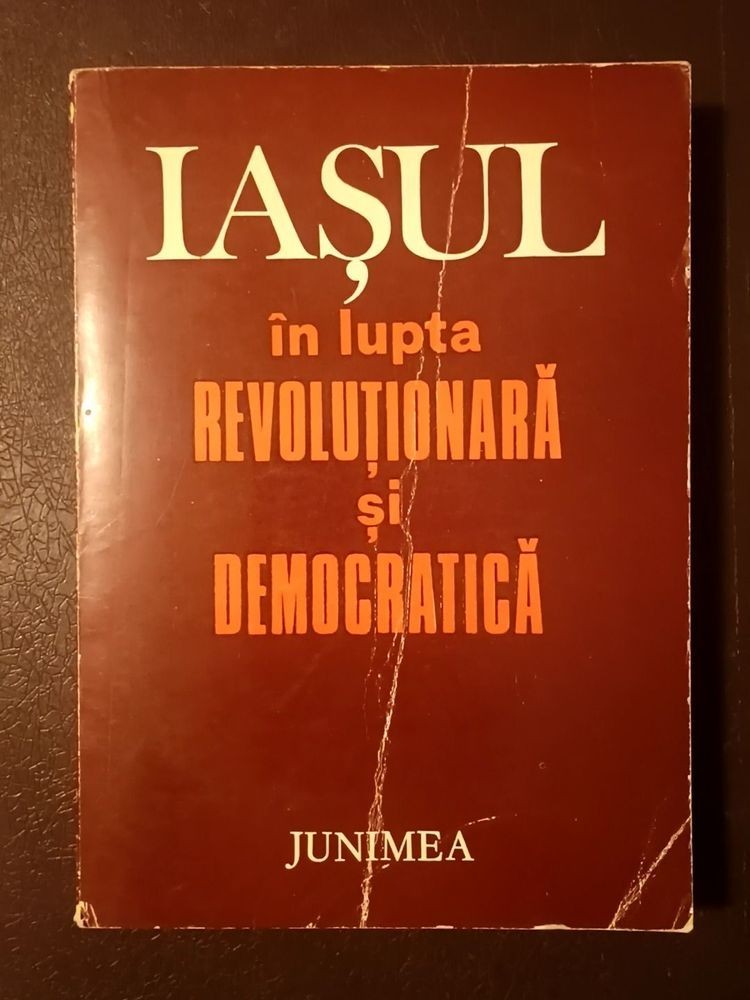 IAȘUL
în lupta
REVOLUȚIONARĂ
și
DEMOCRATICĂ
JUNIMEA